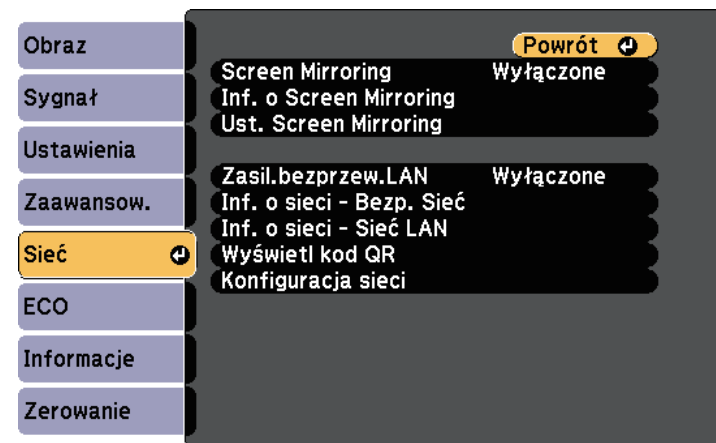 Obraz
Sygnał
Ustawienia
Zaawansow.
Sieć
ECO
Informacje
Zerowanie
Powrót
Screen Mirroring Wyłączone
Inf. o Screen Mirroring
Ust. Screen Mirroring
Zasil.bezprzew.LAN Wyłączone
Inf. o sieci - Bezp. Sieć
Inf. o sieci - Sieć LAN
Wyświetl kod QR
Konfiguracja sieci